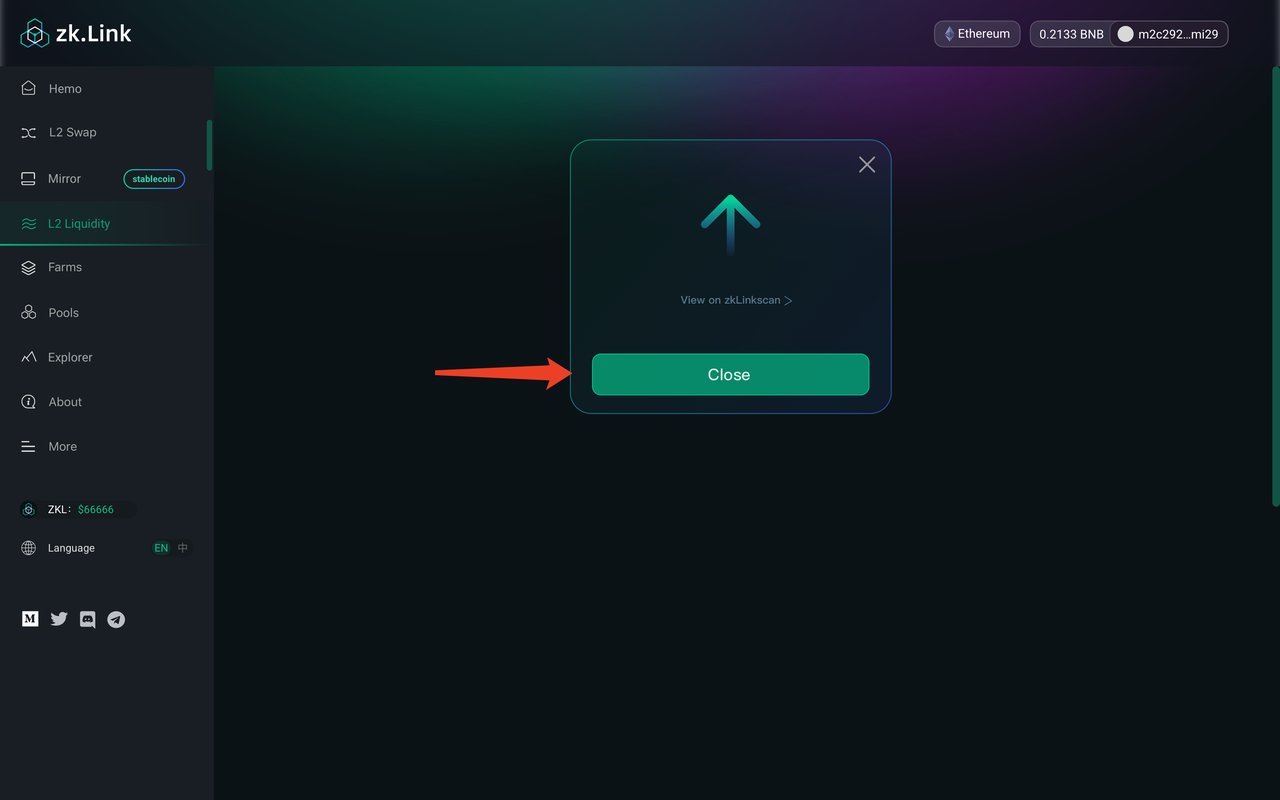 zk.Link
Ethereum
0.2133 BNB
m2c292...mi29
Hemo
L2 Swap
Mirror
stablecoin
L2 Liquidity
Farms
Pools
Explorer
About
More
ZKL: $66666
Language
EN 中
M
View on zkLinkscan >
Close